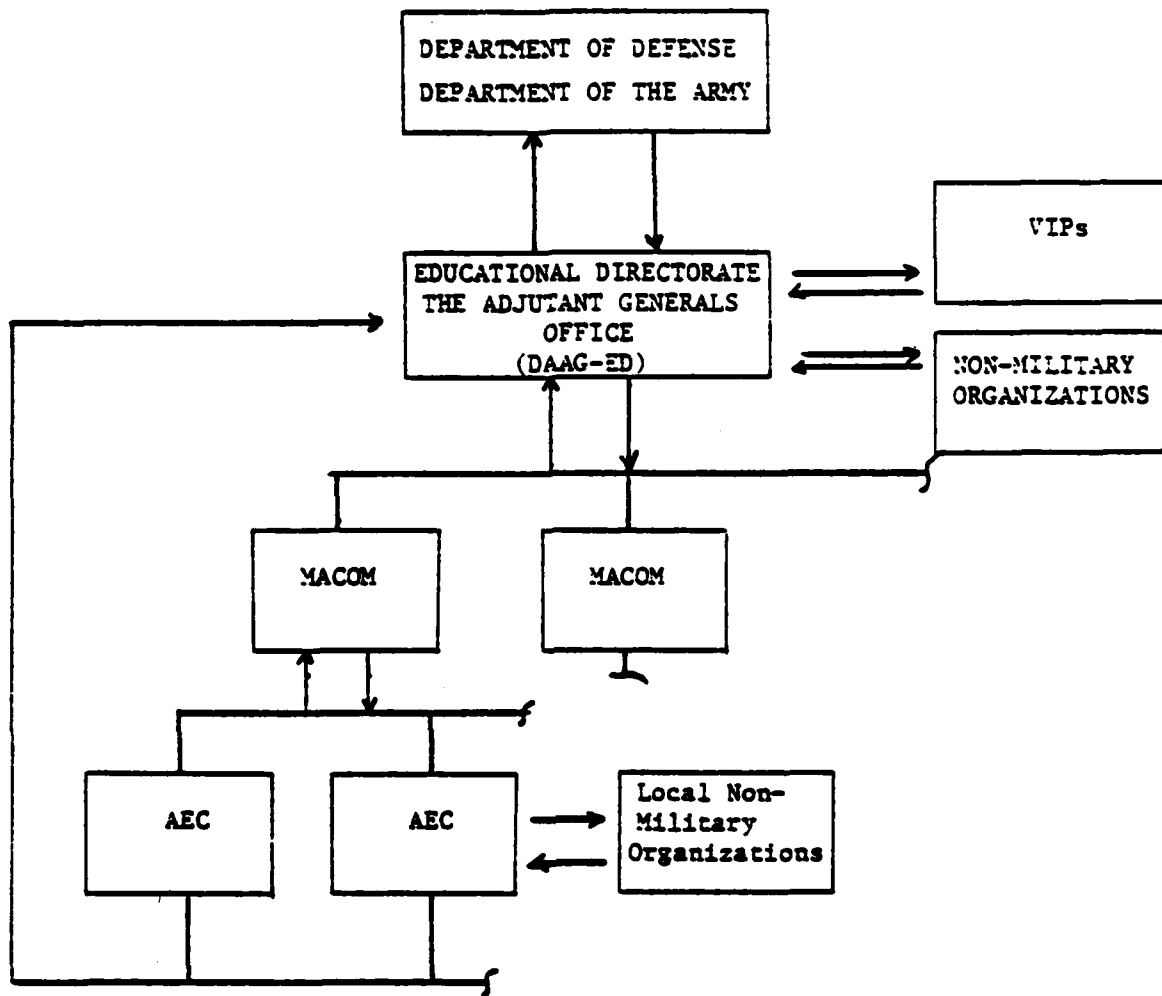 DEPARTMENT OF DEFENSE
DEPARTMENT OF THE ARMY
VIPs
EDUCATIONAL DIRECTORATE
THE ADJUTANT GENERALS
OFFICE
(DAAG-ED)
NON-MILITARY
ORGANIZATIONS
MACOM
MACOM
AEC
AEC
Local Non-
Military
Organizations